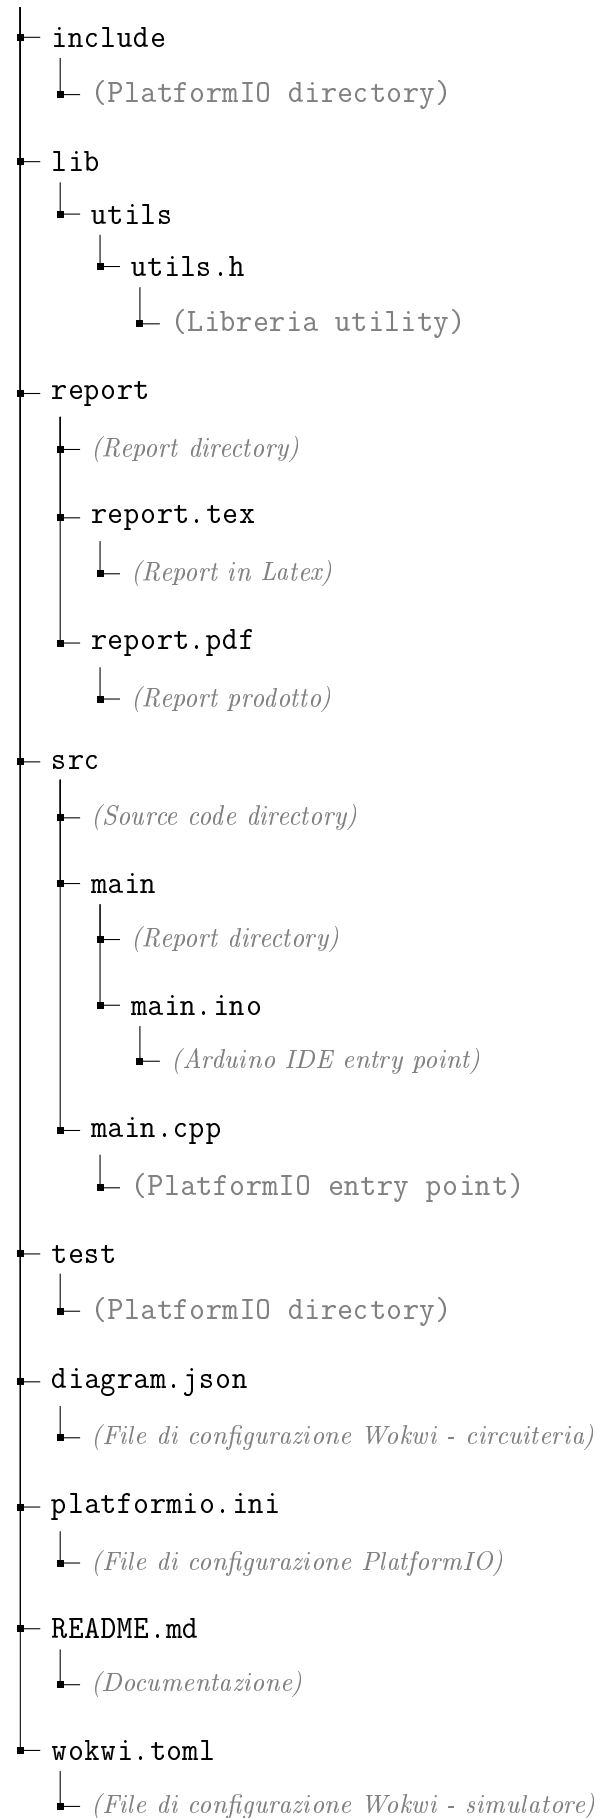 include
(PlatformIO directory)
lib
utils
utils.h
(Libreria utility)
report
(Report directory)
report.tex
(Report in Latex)
report.pdf
(Report prodotto)
src
(Source code directory)
main
(Report directory)
main.ino
(Arduino IDE entry point)
main.cpp
(PlatformIO entry point)
test
(PlatformIO directory)
diagram.json
(File di configurazione Wokwi - circuiteria)
platformio.ini
(File di configurazione PlatformIO)
README.md
(Documentazione)
wokwi.toml
(File di configurazione Wokwi - simulatore)